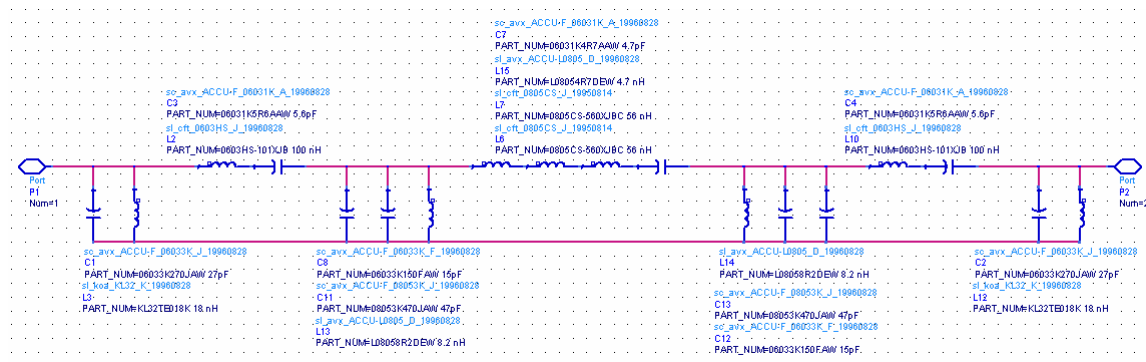 sc_avx_ACCU-F_06031K_A_19960828
C7
PART_NUM=06031K4R7AAW 4.7pF
sl_avx_ACCU-L0805_D_19960828
L15
PART_NUM=L08054R7DEW 4.7 nH
sl_cft_0805CS_J_19950814
L7
PART_NUM=0805CS-560XJBC 56 nH
sl_cft_0805CS_J_19950814
L6
PART_NUM=0805CS-560XJBC 56 nH
sc_avx_ACCU-F_06031K_A_19960828
C3
PART_NUM=06031K5R6AAW 5.6pF
sl_cft_0603HS_J_19960828
L2
PART_NUM=0603HS-101XJB 100 nH
sc_avx_ACCU-F_06031K_A_19960828
C4
PART_NUM=06031K5R6AAW 5.6pF
sl_cft_0603HS_J_19960828
L10
PART_NUM=0603HS-101XJB 100 nH
Port
P1
Num=1
Port
P2
Num=2
sc_avx_ACCU-F_06033K_J_19960828
C1
PART_NUM=06033K270JAW 27pF
sl_koa_KL32_K_19960828
L3
PART_NUM=KL32TE018K 18 nH
sc_avx_ACCU-F_06033K_F_19960828
C8
PART_NUM=06033K150FAW 15pF
sc_avx_ACCU-F_08053K_J_19960828
C11
PART_NUM=08053K470JAW 47pF
sl_avx_ACCU-L0805_D_19960828
L13
PART_NUM=L08058R2DEW 8.2 nH
sl_avx_ACCU-L0805_D_19960828
L14
PART_NUM=L08058R2DEW 8.2 nH
sc_avx_ACCU-F_08053K_J_19960828
C13
PART_NUM=08053K470JAW 47pF
sc_avx_ACCU-F_06033K_F_19960828
C12
PART_NUM=06033K150FAW 15pF
sc_avx_ACCU-F_06033K_J_19960828
C2
PART_NUM=06033K270JAW 27pF
sl_koa_KL32_K_19960828
L12
PART_NUM=KL32TE018K 18 nH